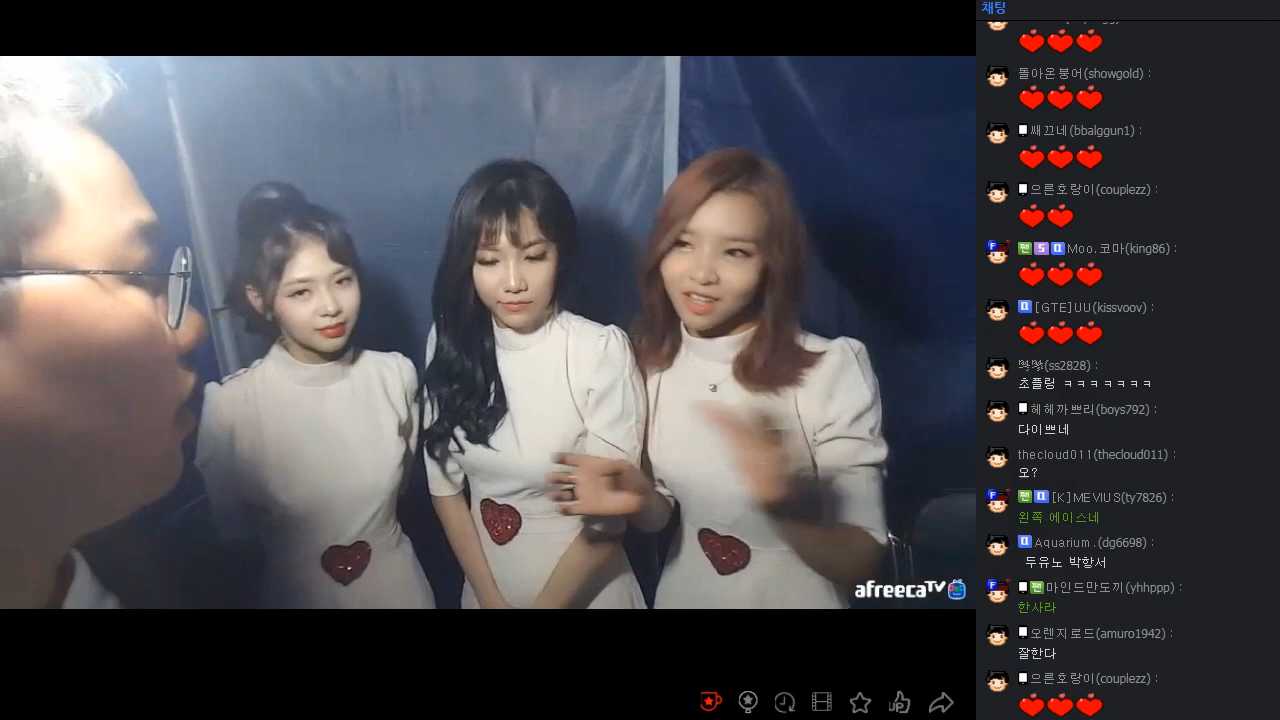 채팅
돌아온붕어(showgold) :
쌔끄네(bbalggun1) :
으른호랑이(couplezz) :
F 팬 S Moo.코마(king86) :
[GTE]UU(kissvoov) :
(ss2828) :
초플링 ㅋㅋㅋㅋㅋㅋㅋ
헤헤까쁘리(boys792) :
다이쁘네
thecloud011(thecloud011) :
오?
F 팬 [K]MEVIUS(ty7826) :
왼쪽 에이스네
Aquarium.(dg6698) :
두유노 박항서
F 팬 마인드만도끼(yhhppp) :
한사라
오렌지로드(amuro1942) :
잘한다
으른호랑이(couplezz) :
afreecaTV